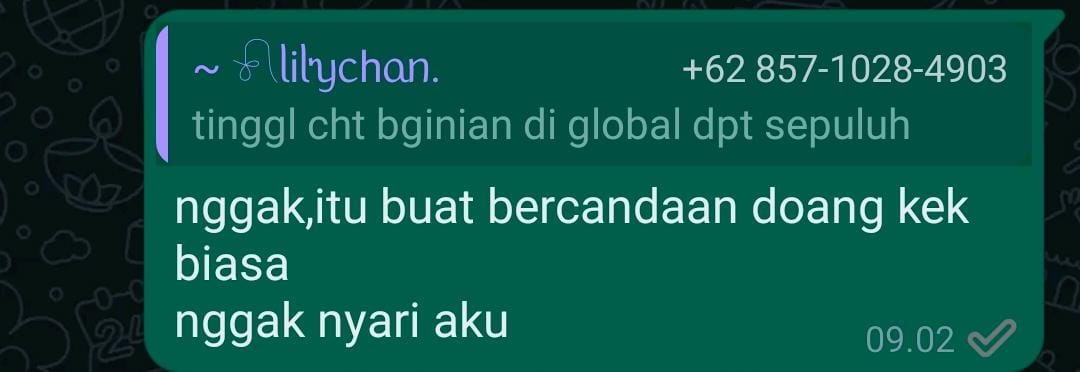 ~ lilychan.
+62 857-1028-4903
tinggl cht bginian di global dpt sepuluh
nggak,itu buat bercandaan doang kek
biasa
nggak nyari aku
09.02